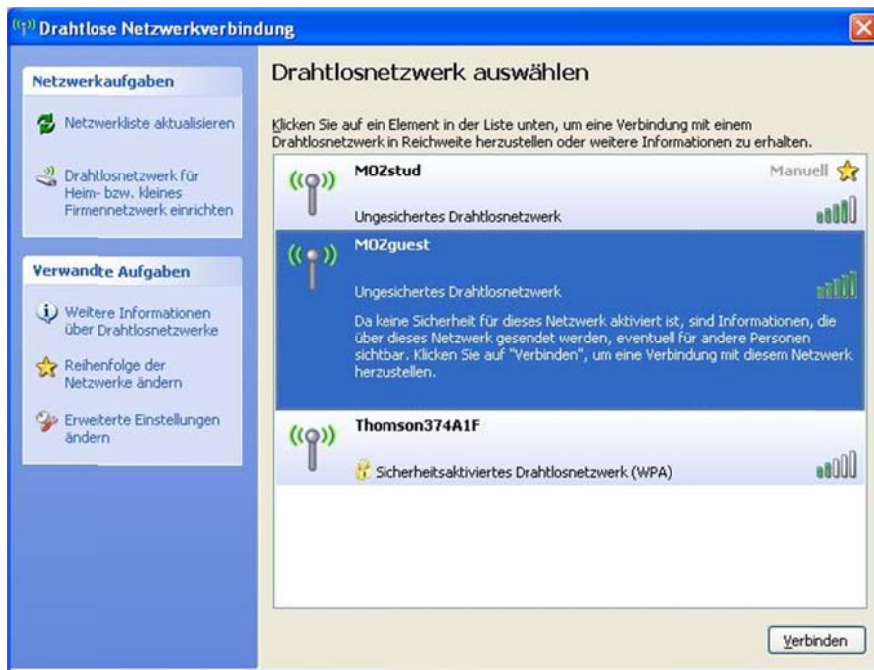 Drahtlose Netzwerkverbindung
Netzwerkaufgaben
Netzwerkliste aktualisieren
Drahtlosnetzwerk für
Heim- bzw. kleines
Firmennetzwerk einrichten
Verwandte Aufgaben
Weitere Informationen
über Drahtlosnetzwerke
Reihenfolge der
Netzwerke ändern
Erweiterte Einstellungen
ändern
Drahtlosnetzwerk auswählen
Klicken Sie auf ein Element in der Liste unten, um eine Verbindung mit einem
Drahtlosnetzwerk in Reichweite herzustellen oder weitere Informationen zu erhalten.
MOZstud
Manuell
Ungesichertes Drahtlosnetzwerk
MOZguest
Ungesichertes Drahtlosnetzwerk
Da keine Sicherheit für dieses Netzwerk aktiviert ist, sind Informationen, die
über dieses Netzwerk gesendet werden, eventuell für andere Personen
sichtbar. Klicken Sie auf "Verbinden", um eine Verbindung mit diesem Netzwerk
herzustellen.
Thomson374A1F
Sicherheitsaktiviertes Drahtlosnetzwerk (WPA)
Verbinden